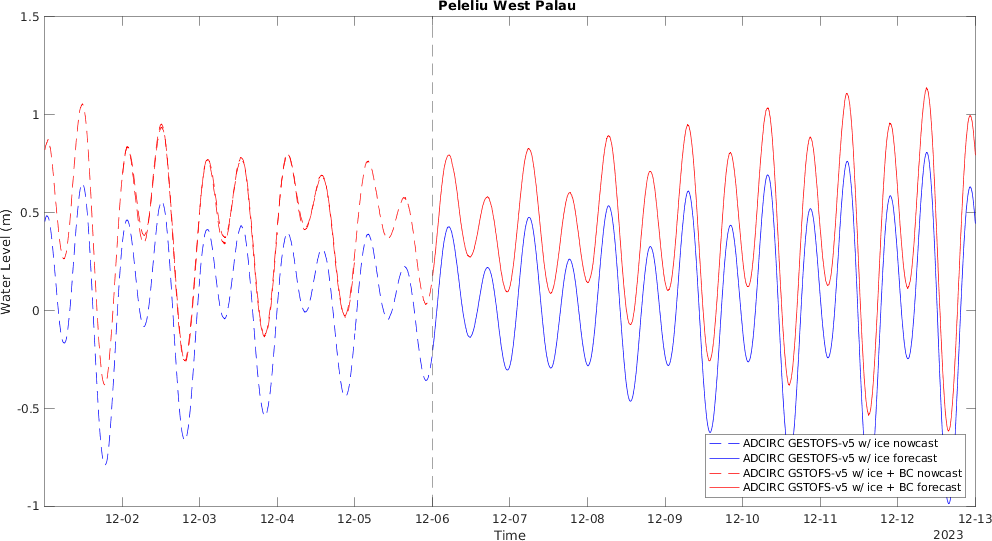 Peleliu West Palau
1.5
1
0.5
0
-0.5
-1
Water Level (m)
ADCIRC GESTOFS-v5 w/ ice nowcast
ADCIRC GESTOFS-v5 w/ ice forecast
ADCIRC GSTOFS-v5 w/ ice + BC nowcast
ADCIRC GSTOFS-v5 w/ ice + BC forecast
12-02 12-03 12-04 12-05 12-06 12-07 12-08 12-09 12-10 12-11 12-12 12-13
Time
2023